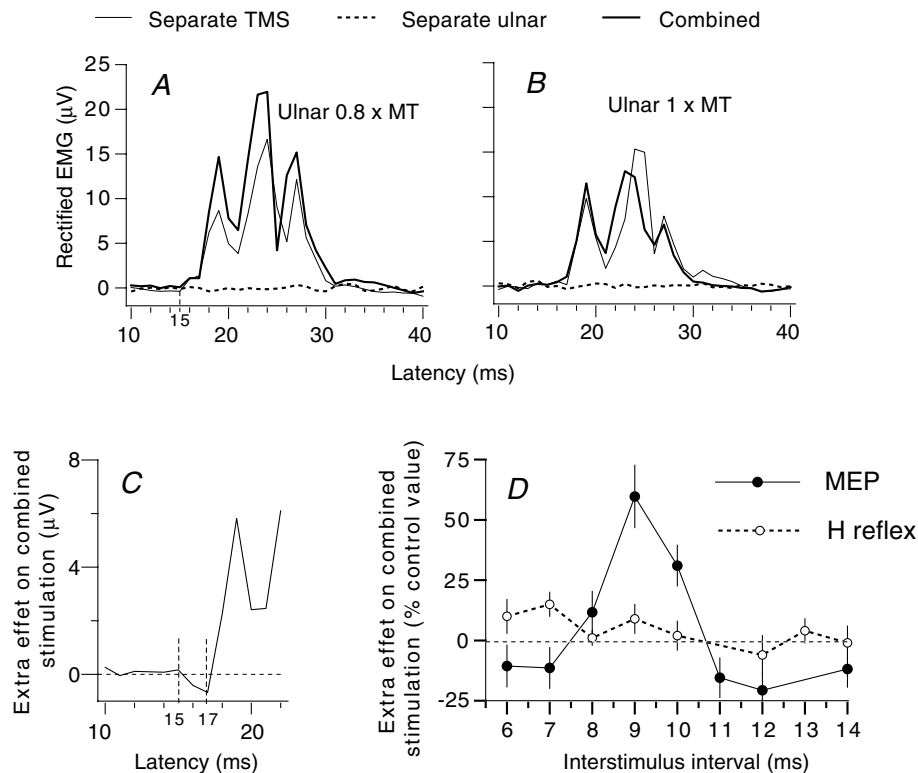 Separate TMS Separate ulnar Combined
A
B
Ulnar 0.8 x MT
Ulnar 1 x MT
Rectified EMG (μV)
25
20
15
10
5
0
10 15 20 30 40
10 20 30 40
Latency (ms)
C
Extra effet on combined
stimulation (μV)
8
4
0
10 15 17 20
Latency (ms)
D
MEP
H reflex
Extra effet on combined
stimulation (% control value)
75
50
25
0
-25
6 7 8 9 10 11 12 13 14
Interstimulus interval (ms)